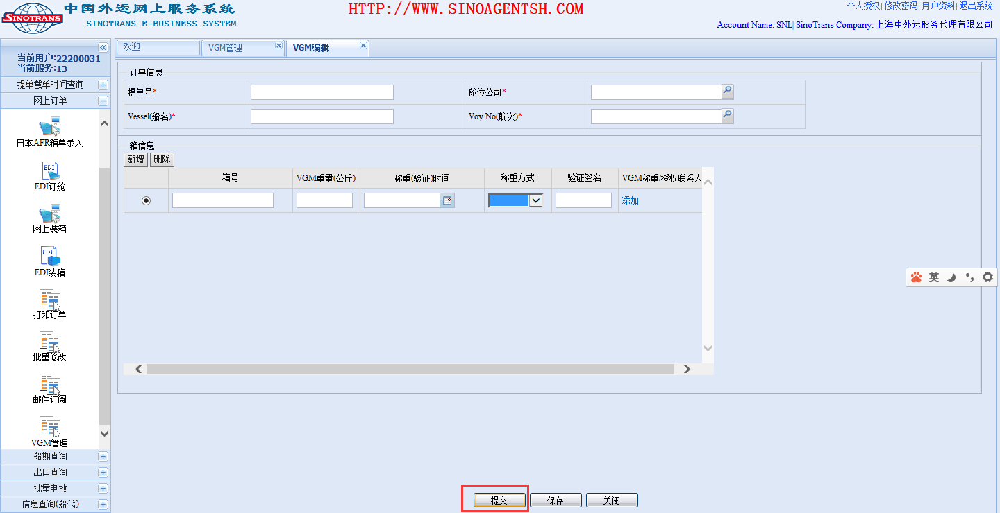 SINOTRANS
中国外运网上服务系统
SINOTRANS E-BUSINESS SYSTEM
HTTP://WWW.SINOAGENTSH.COM
个人授权| 修改密码| 用户资料| 退出系统
Account Name: SNL| SinoTrans Company: 上海中外运船务代理有限公司
当前用户:22200031
当前服务:13
提单截单时间查询
网上订单
日本AFR箱单录入
EDI
EDI订舱
网上装箱
EDI
EDI装箱
打印订单
批量修改
邮件订阅
VGM管理
船期查询
出口查询
批量电放
信息查询(船代)
欢迎
VGM管理
VGM编辑
订单信息
提单号*
舱位公司*
Vessel(船名)*
Voy.No(航次)*
箱信息
新增
删除
箱号
VGM重量(公斤)
称重(验证)时间
称重方式
验证签名
VGM称重/授权联系人
添加
英
提交
保存
关闭